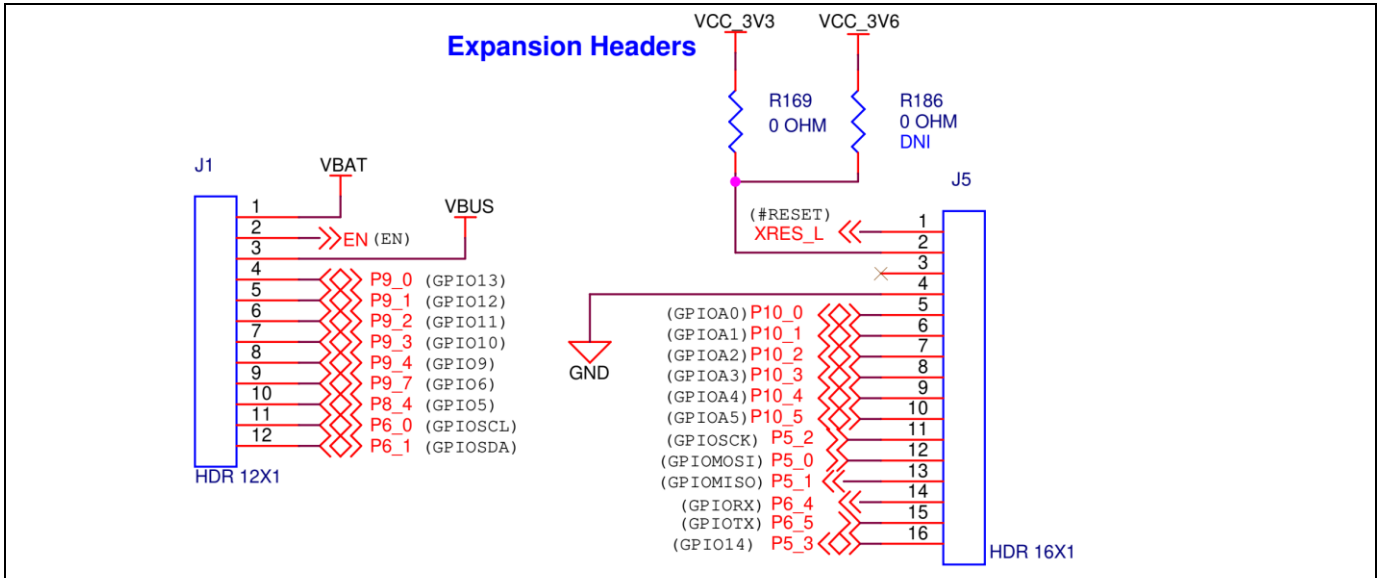 Expansion Headers
VCC_3V3
VCC_3V6
R169
0 OHM
R186
0 OHM
DNI
J1
VBAT
VBUS
1
2 EN (EN)
3
4 P9_0 (GPIO13)
5 P9_1 (GPIO12)
6 P9_2 (GPIO11)
7 P9_3 (GPIO10)
8 P9_4 (GPIO9)
9 P9_7 (GPIO6)
10 P8_4 (GPIO5)
11 P6_0 (GPIOSCL)
12 P6_1 (GPIOSDA)
HDR 12X1
GND
J5
(#RESET)
XRES_L 1
2
3
4
(GPIOA0) P10_0 5
(GPIOA1) P10_1 6
(GPIOA2) P10_2 7
(GPIOA3) P10_3 8
(GPIOA4) P10_4 9
(GPIOA5) P10_5 10
(GPIOSCK) P5_2 11
(GPIOMOSI) P5_0 12
(GPIOMISO) P5_1 13
(GPIORX) P6_4 14
(GPIOTX) P6_5 15
(GPIO14) P5_3 16
HDR 16X1